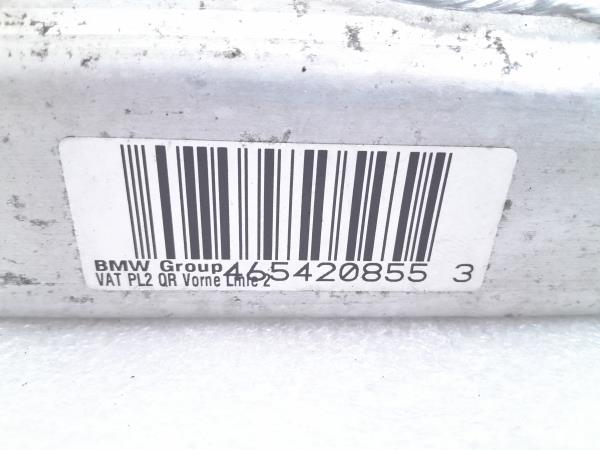 BMW Group 465420855 3
VAT PL2 QR Vorne Linie 2